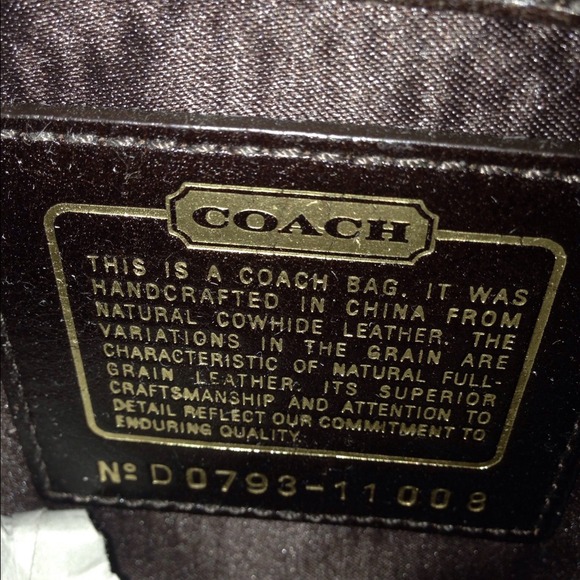 COACH
THIS IS A COACH BAG. IT WAS
HANDCRAFTED IN CHINA FROM
NATURAL COWHIDE LEATHER. THE
VARIATIONS IN THE GRAIN ARE
CHARACTERISTIC OF NATURAL FULL-
GRAIN LEATHER. ITS SUPERIOR
CRAFTSMANSHIP AND ATTENTION TO
DETAIL REFLECT OUR COMMITMENT TO
ENDURING QUALITY.
Nº D0793-11008